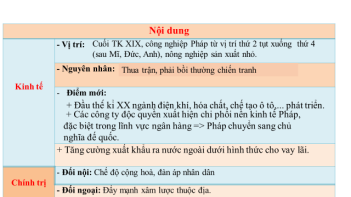 Nội dung
- Vị trí: Cuối TK XIX, công nghiệp Pháp từ vị trí thứ 2 tụt xuống thứ 4
(sau Mĩ, Đức, Anh), nông nghiệp sản xuất nhỏ.
- Nguyên nhân: Thua trận, phải bồi thường chiến tranh
Kinh tế
- Điểm mới:
+ Đầu thế kỉ XX ngành điện khí, hóa chất, chế tạo ô tô,... phát triển.
+ Các công ty độc quyền xuất hiện chi phối nền kinh tế Pháp,
đặc biệt trong lĩnh vực ngân hàng => Pháp chuyển sang chủ
nghĩa đế quốc.
+ Tăng cường xuất khẩu ra nước ngoài dưới hình thức cho vay lãi.
Chính trị
- Đối nội: Chế độ cộng hoà, đàn áp nhân dân
- Đối ngoại: Đẩy mạnh xâm lược thuộc địa.